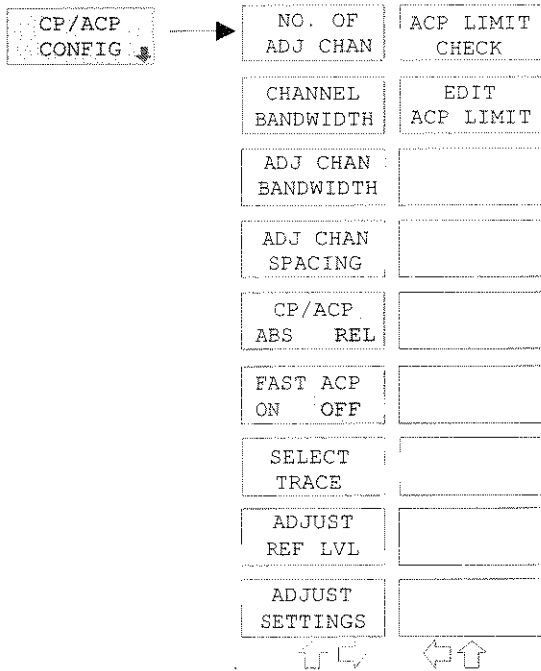 CP/ACP
CONFIG
NO. OF
ADJ CHAN
ACP LIMIT
CHECK
CHANNEL
BANDWIDTH
EDIT
ACP LIMIT
ADJ CHAN
BANDWIDTH
ADJ CHAN
SPACING
CP/ACP
ABS REL
FAST ACP
ON OFF
SELECT
TRACE
ADJUST
REF LVL
ADJUST
SETTINGS